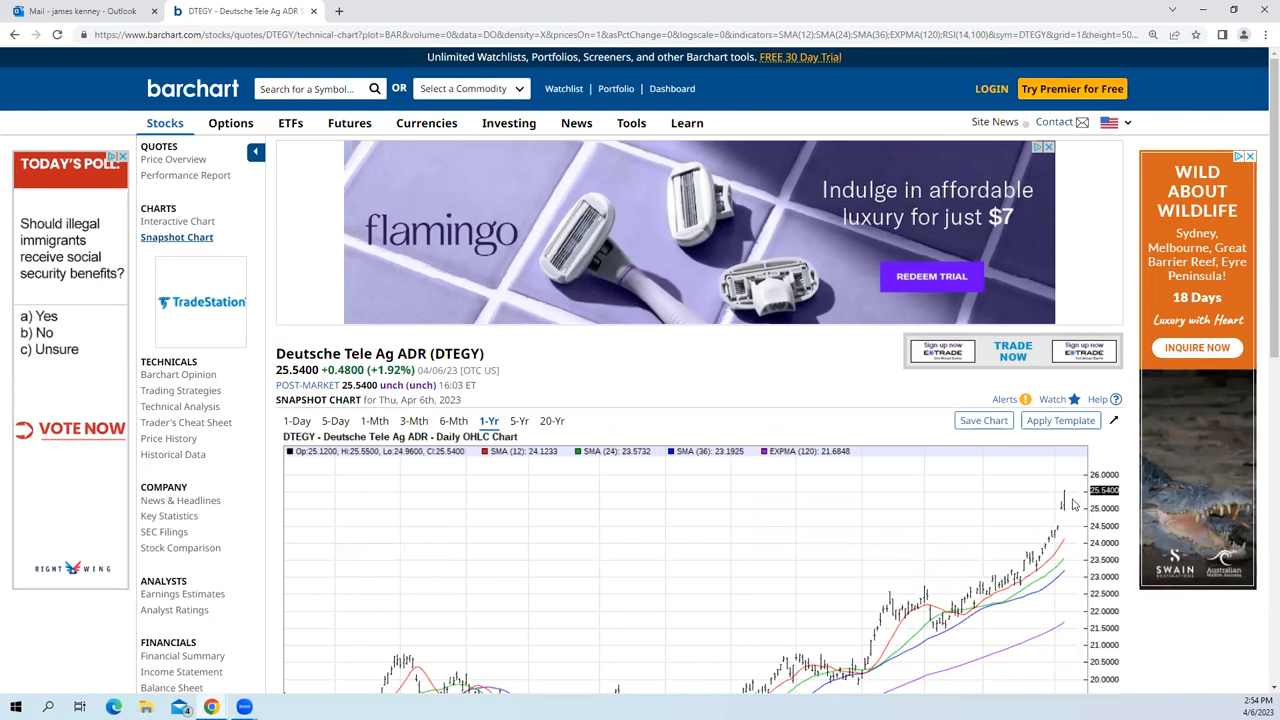 Mail - james kenney - Outlook
DTEGY - Deutsche Tele Ag ADR S
https://www.barchart.com/stocks/quotes/DTEGY/technical-chart?plot=BAR&volume=0&data=DO&density=X&pricesOn=1&asPctChange=0&logscale=0&indicators=SMA(12);SMA(24);SMA(36);EXPMA(120);RSI(14,100)&sym=DTEGY&grid=1&height=50...
Unlimited Watchlists, Portfolios, Screeners, and other Barchart tools. FREE 30 Day Trial
barchart
Search for a Symbol...
OR
Select a Commodity
Watchlist
Portfolio
Dashboard
LOGIN
Try Premier for Free
Stocks
Options
ETFs
Futures
Currencies
Investing
News
Tools
Learn
Site News
Contact
QUOTES
Price Overview
Performance Report
CHARTS
Interactive Chart
Snapshot Chart
TradeStation
TECHNICALS
Barchart Opinion
Trading Strategies
Technical Analysis
Trader's Cheat Sheet
Price History
Historical Data
COMPANY
News & Headlines
Key Statistics
SEC Filings
Stock Comparison
ANALYSTS
Earnings Estimates
Analyst Ratings
FINANCIALS
Financial Summary
Income Statement
Balance Sheet
TODAY'S POLL:
Should illegal
immigrants
receive social
security benefits?
a) Yes
b) No
c) Unsure
VOTE NOW
RIGHT WING
flamingo
Indulge in affordable
luxury for just $7
REDEEM TRIAL
WILD
ABOUT
WILDLIFE
Sydney,
Melbourne, Great
Barrier Reef, Eyre
Peninsula!
18 Days
Luxury with Heart
INQUIRE NOW
SWAIN
DESTINATIONS
Australian
Wildlife Journeys
Deutsche Tele Ag ADR (DTEGY)
25.5400 +0.4800 (+1.92%) 04/06/23 [OTC US]
POST-MARKET 25.5400 unch (unch) 16:03 ET
SNAPSHOT CHART for Thu, Apr 6th, 2023
Sign up now
E*TRADE
TRADE
NOW
Sign up now
E*TRADE
Alerts
Watch
Help
1-Day
5-Day
1-Mth
3-Mth
6-Mth
1-Yr
5-Yr
20-Yr
Save Chart
Apply Template
DTEGY - Deutsche Tele Ag ADR - Daily OHLC Chart
Op:25.1200, Hi:25.5500, Lo:24.9600, Cl:25.5400
SMA (12): 24.1233
SMA (24): 23.5732
SMA (36): 23.1925
EXPMA (120): 21.6848
26.0000
25.5400
25.0000
24.5000
24.0000
23.5000
23.0000
22.5000
22.0000
21.5000
21.0000
20.5000
20.0000
4
zoom
2:54 PM
4/6/2023